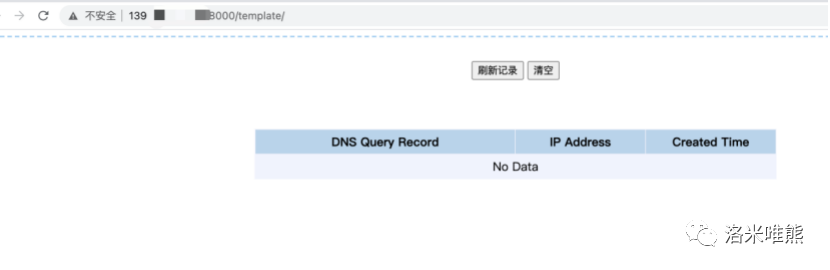 不安全 139 8000/template/
刷新记录 清空
DNS Query Record IP Address Created Time
No Data
洛米唯熊